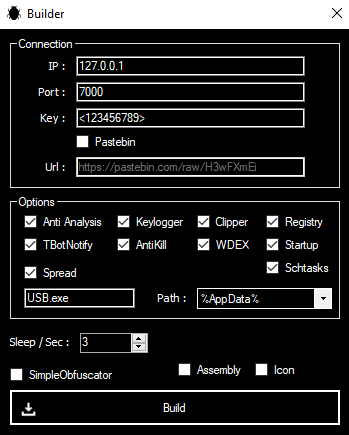 Builder
Connection
IP : 127.0.0.1
Port : 7000
Key : <123456789>
Pastebin
Url : https://pastebin.com/raw/H3wFXmEi
Options
Anti Analysis Keylogger Clipper Registry
TBotNotify AntiKill WDEX Startup
Spread Schtasks
USB.exe Path : %AppData%
Sleep / Sec : 3
SimpleObfuscator Assembly Icon
Build